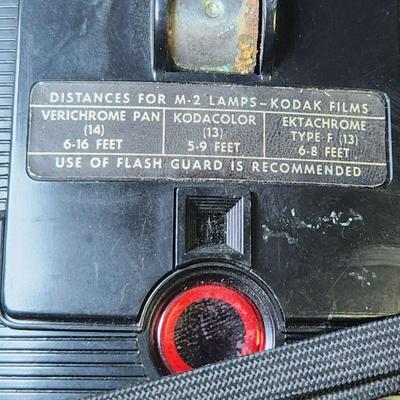 DISTANCES FOR M-2 LAMPS–KODAK FILMS
VERICHROME PAN
(14)
6-16 FEET
KODACOLOR
(13)
5-9 FEET
EKTACHROME
TYPE F (13)
6-8 FEET
USE OF FLASH GUARD IS RECOMMENDED